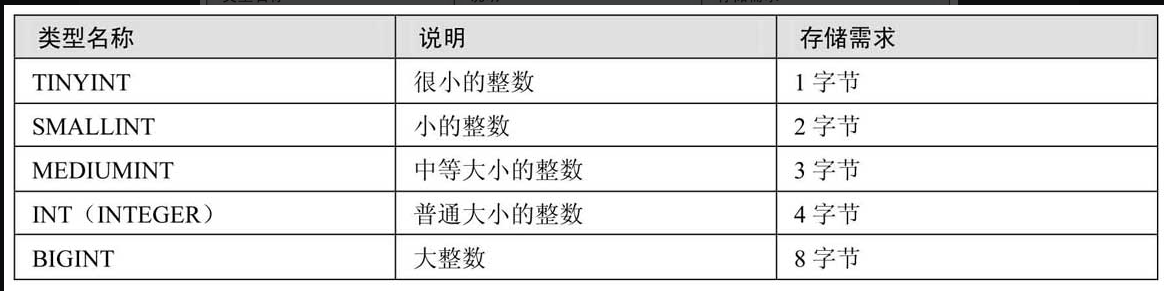 类型名称 说明 存储需求
TINYINT 很小的整数 1 字节
SMALLINT 小的整数 2 字节
MEDIUMINT 中等大小的整数 3 字节
INT（INTEGER） 普通大小的整数 4 字节
BIGINT 大整数 8 字节